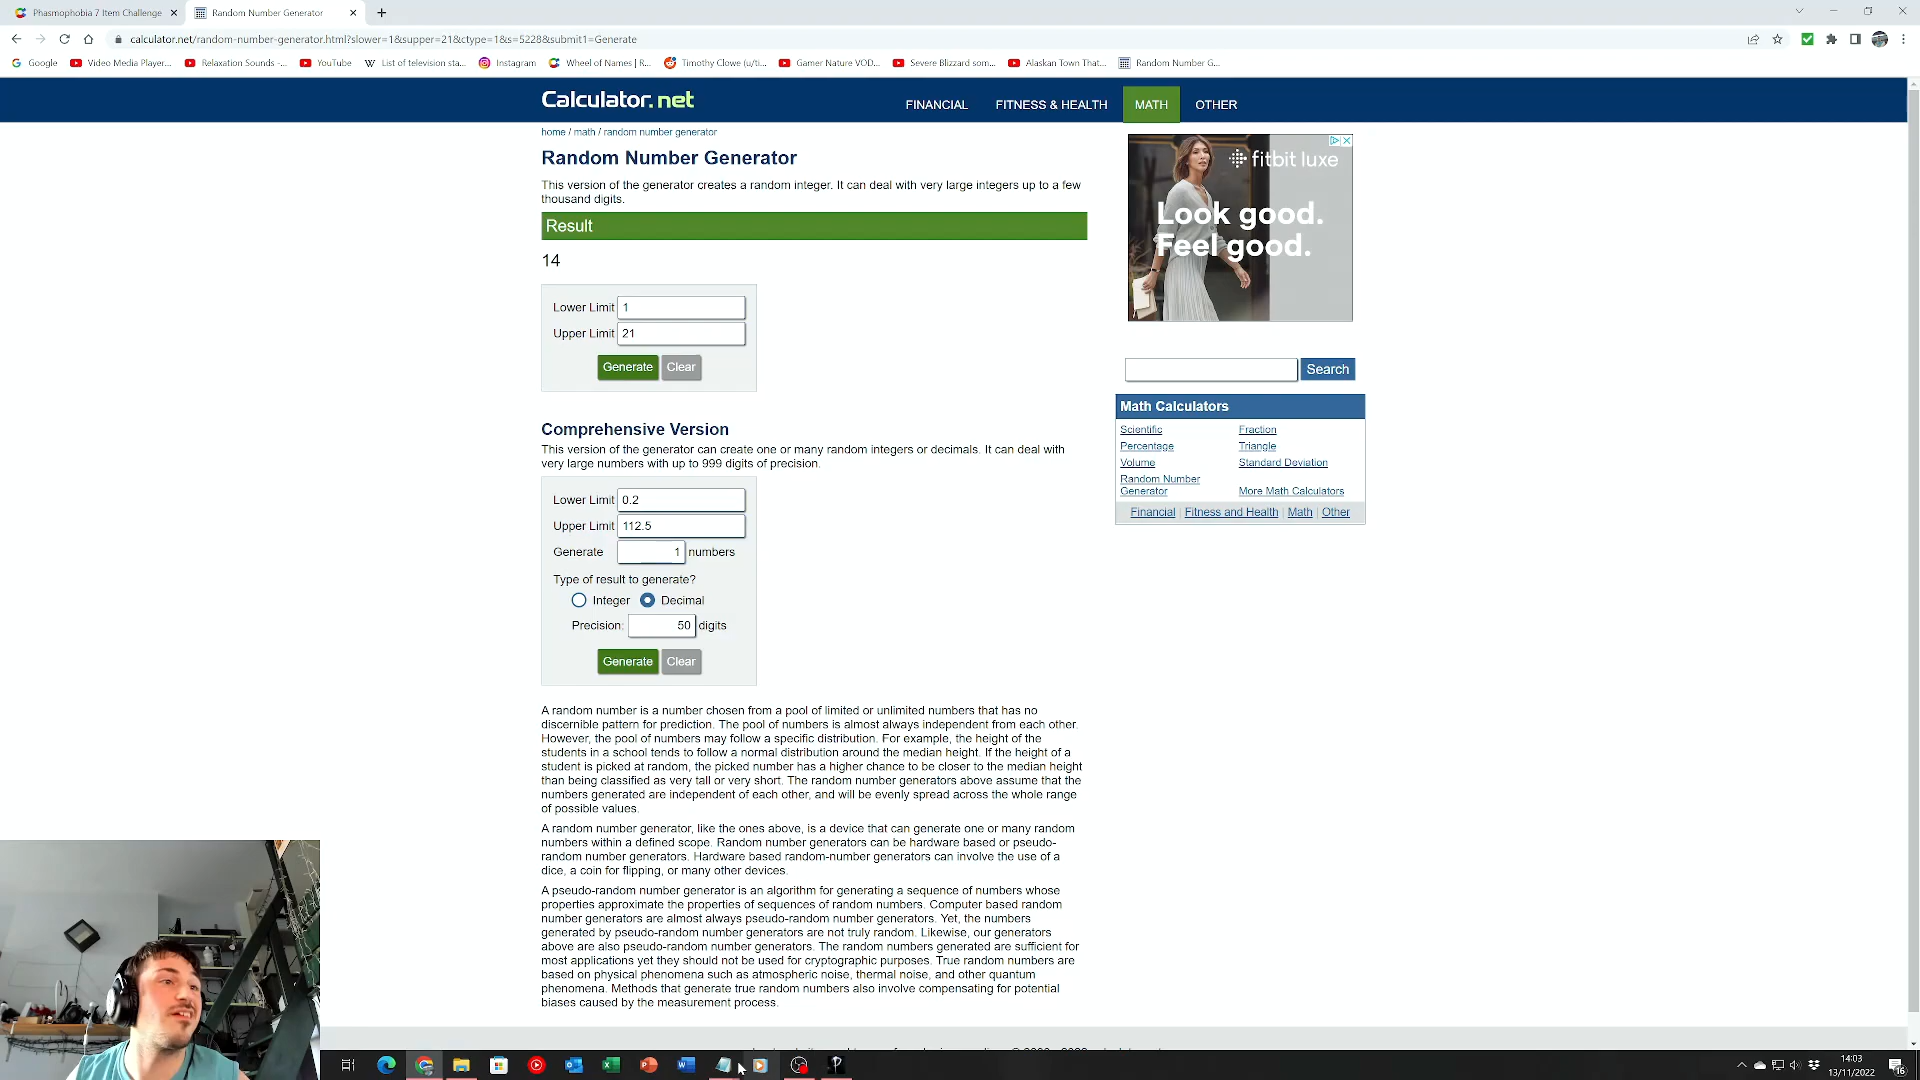 Phasmophobia 7 Item Challenge
Random Number Generator
calculator.net/random-number-generator.html?slower=1&supper=21&ctype=1&s=5228&submit1=Generate
Google
Video Media Player...
Relaxation Sounds -...
YouTube
List of television sta...
Instagram
Wheel of Names | R...
Timothy Clowe (u/ti...
Gamer Nature VOD...
Severe Blizzard som...
Alaskan Town That...
Random Number G...
Calculator.net
FINANCIAL
FITNESS & HEALTH
MATH
OTHER
home / math / random number generator
Random Number Generator
This version of the generator creates a random integer. It can deal with very large integers up to a few
thousand digits.
Result
14
Lower Limit 1
Upper Limit 21
Generate Clear
Comprehensive Version
This version of the generator can create one or many random integers or decimals. It can deal with
very large numbers with up to 999 digits of precision.
Lower Limit 0.2
Upper Limit 112.5
Generate 1 numbers
Type of result to generate?
Integer Decimal
Precision: 50 digits
Generate Clear
A random number is a number chosen from a pool of limited or unlimited numbers that has no
discernible pattern for prediction. The pool of numbers is almost always independent from each other.
However, the pool of numbers may follow a specific distribution. For example, the height of the
students in a school tends to follow a normal distribution around the median height. If the height of a
student is picked at random, the picked number has a higher chance to be closer to the median height
than being classified as very tall or very short. The random number generators above assume that the
numbers generated are independent of each other, and will be evenly spread across the whole range
of possible values.
A random number generator, like the ones above, is a device that can generate one or many random
numbers within a defined scope. Random number generators can be hardware based or pseudo-
random number generators. Hardware based random-number generators can involve the use of a
dice, a coin for flipping, or many other devices.
A pseudo-random number generator is an algorithm for generating a sequence of numbers whose
properties approximate the properties of sequences of random numbers. Computer based random
number generators are almost always pseudo-random number generators. Yet, the numbers
generated by pseudo-random number generators are not truly random. Likewise, our generators
above are also pseudo-random number generators. The random numbers generated are sufficient for
most applications yet they should not be used for cryptographic purposes. True random numbers are
based on physical phenomena such as atmospheric noise, thermal noise, and other quantum
phenomena. Methods that generate true random numbers also involve compensating for potential
biases caused by the measurement process.
fitbit luxe
Look good.
Feel good.
Search
Math Calculators
Scientific
Fraction
Percentage
Triangle
Volume
Standard Deviation
Random Number
Generator
More Math Calculators
Financial | Fitness and Health | Math | Other
14:03
13/11/2022
16